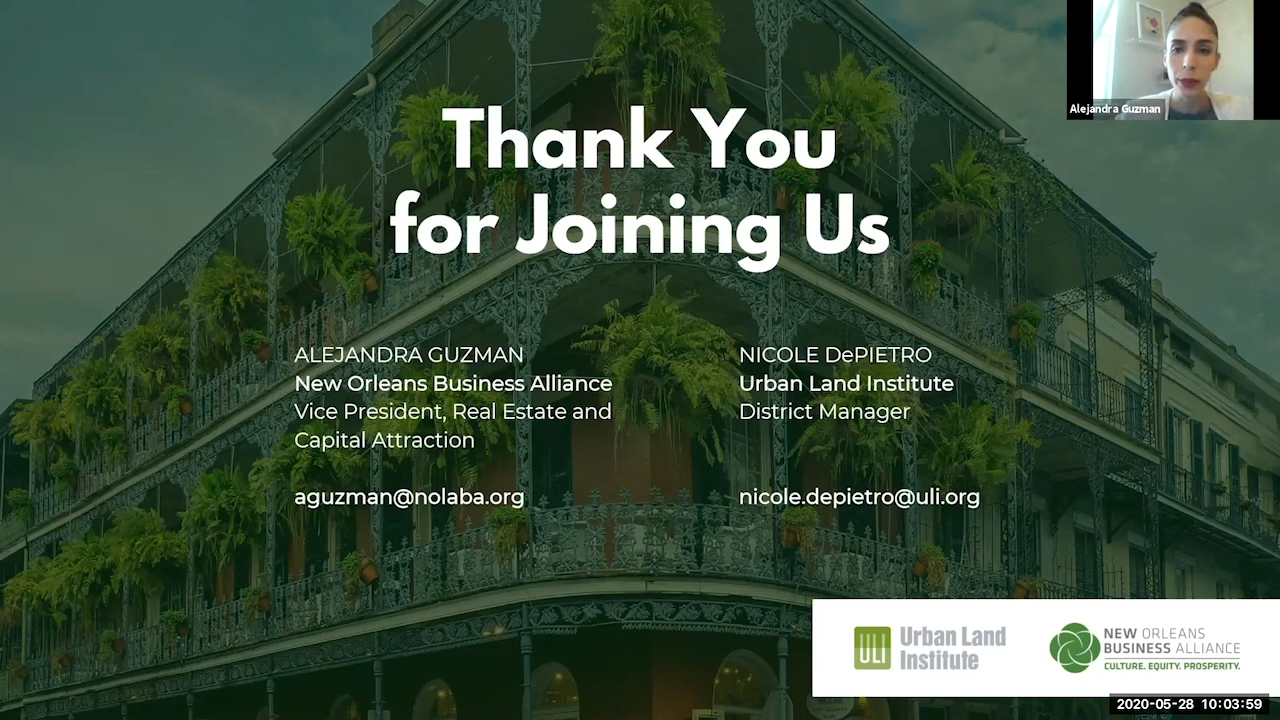 Alejandra Guzman
Thank You
for Joining Us
ALEJANDRA GUZMAN
New Orleans Business Alliance
Vice President, Real Estate and
Capital Attraction
aguzman@nolaba.org
NICOLE DePIETRO
Urban Land Institute
District Manager
nicole.depietro@uli.org
ULI
Urban Land
Institute
NEW ORLEANS
BUSINESS ALLIANCE
CULTURE. EQUITY. PROSPERITY.
2020-05-28 10:03:59